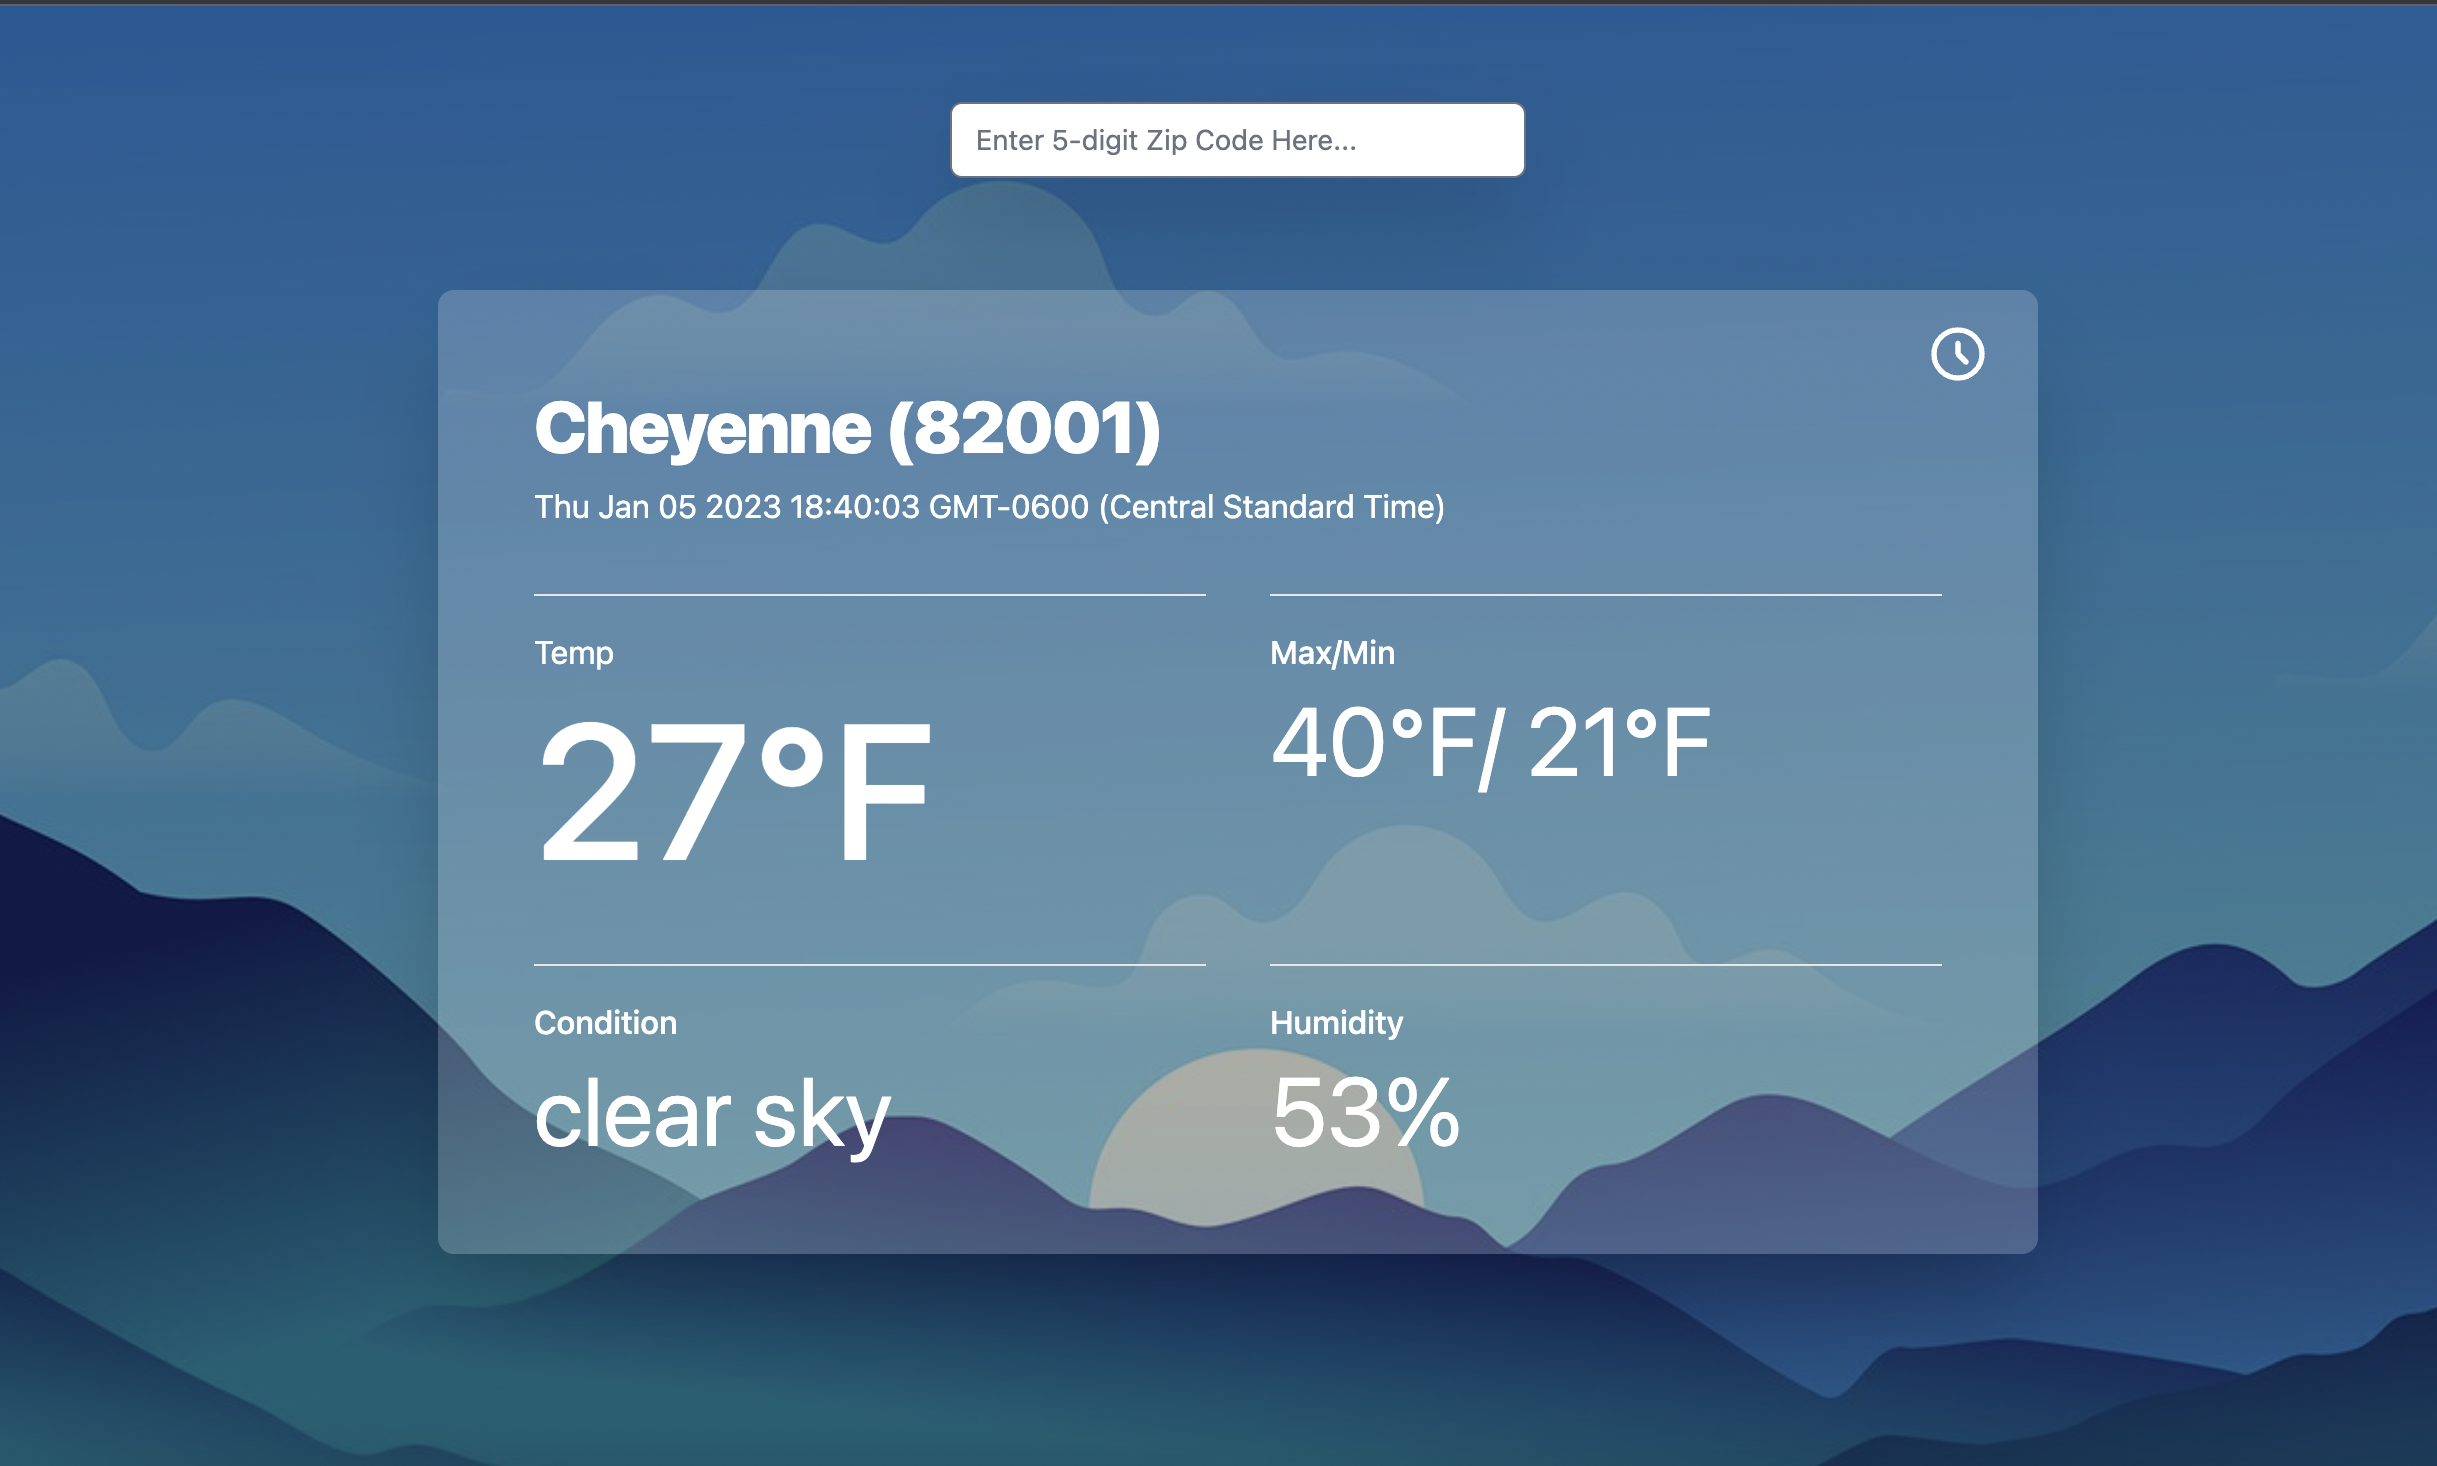 Enter 5-digit Zip Code Here...
Cheyenne (82001)
Thu Jan 05 2023 18:40:03 GMT-0600 (Central Standard Time)
Temp
27°F
Max/Min
40°F/ 21°F
Condition
clear sky
Humidity
53%